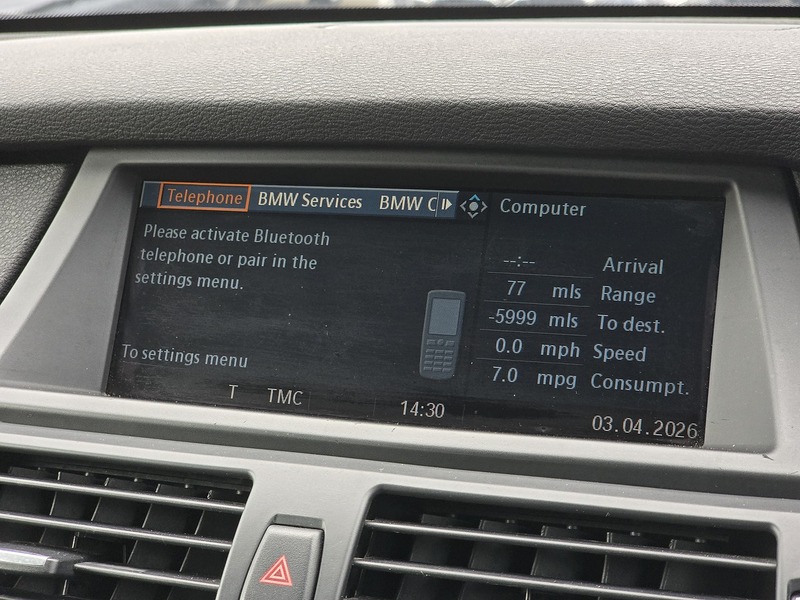 Telephone BMW Services BMW C
Please activate Bluetooth
telephone or pair in the
settings menu.
To settings menu
T TMC
14:30
Computer
--:-- Arrival
77 mls Range
-5999 mls To dest.
0.0 mph Speed
7.0 mpg Consumpt.
03.04.2026